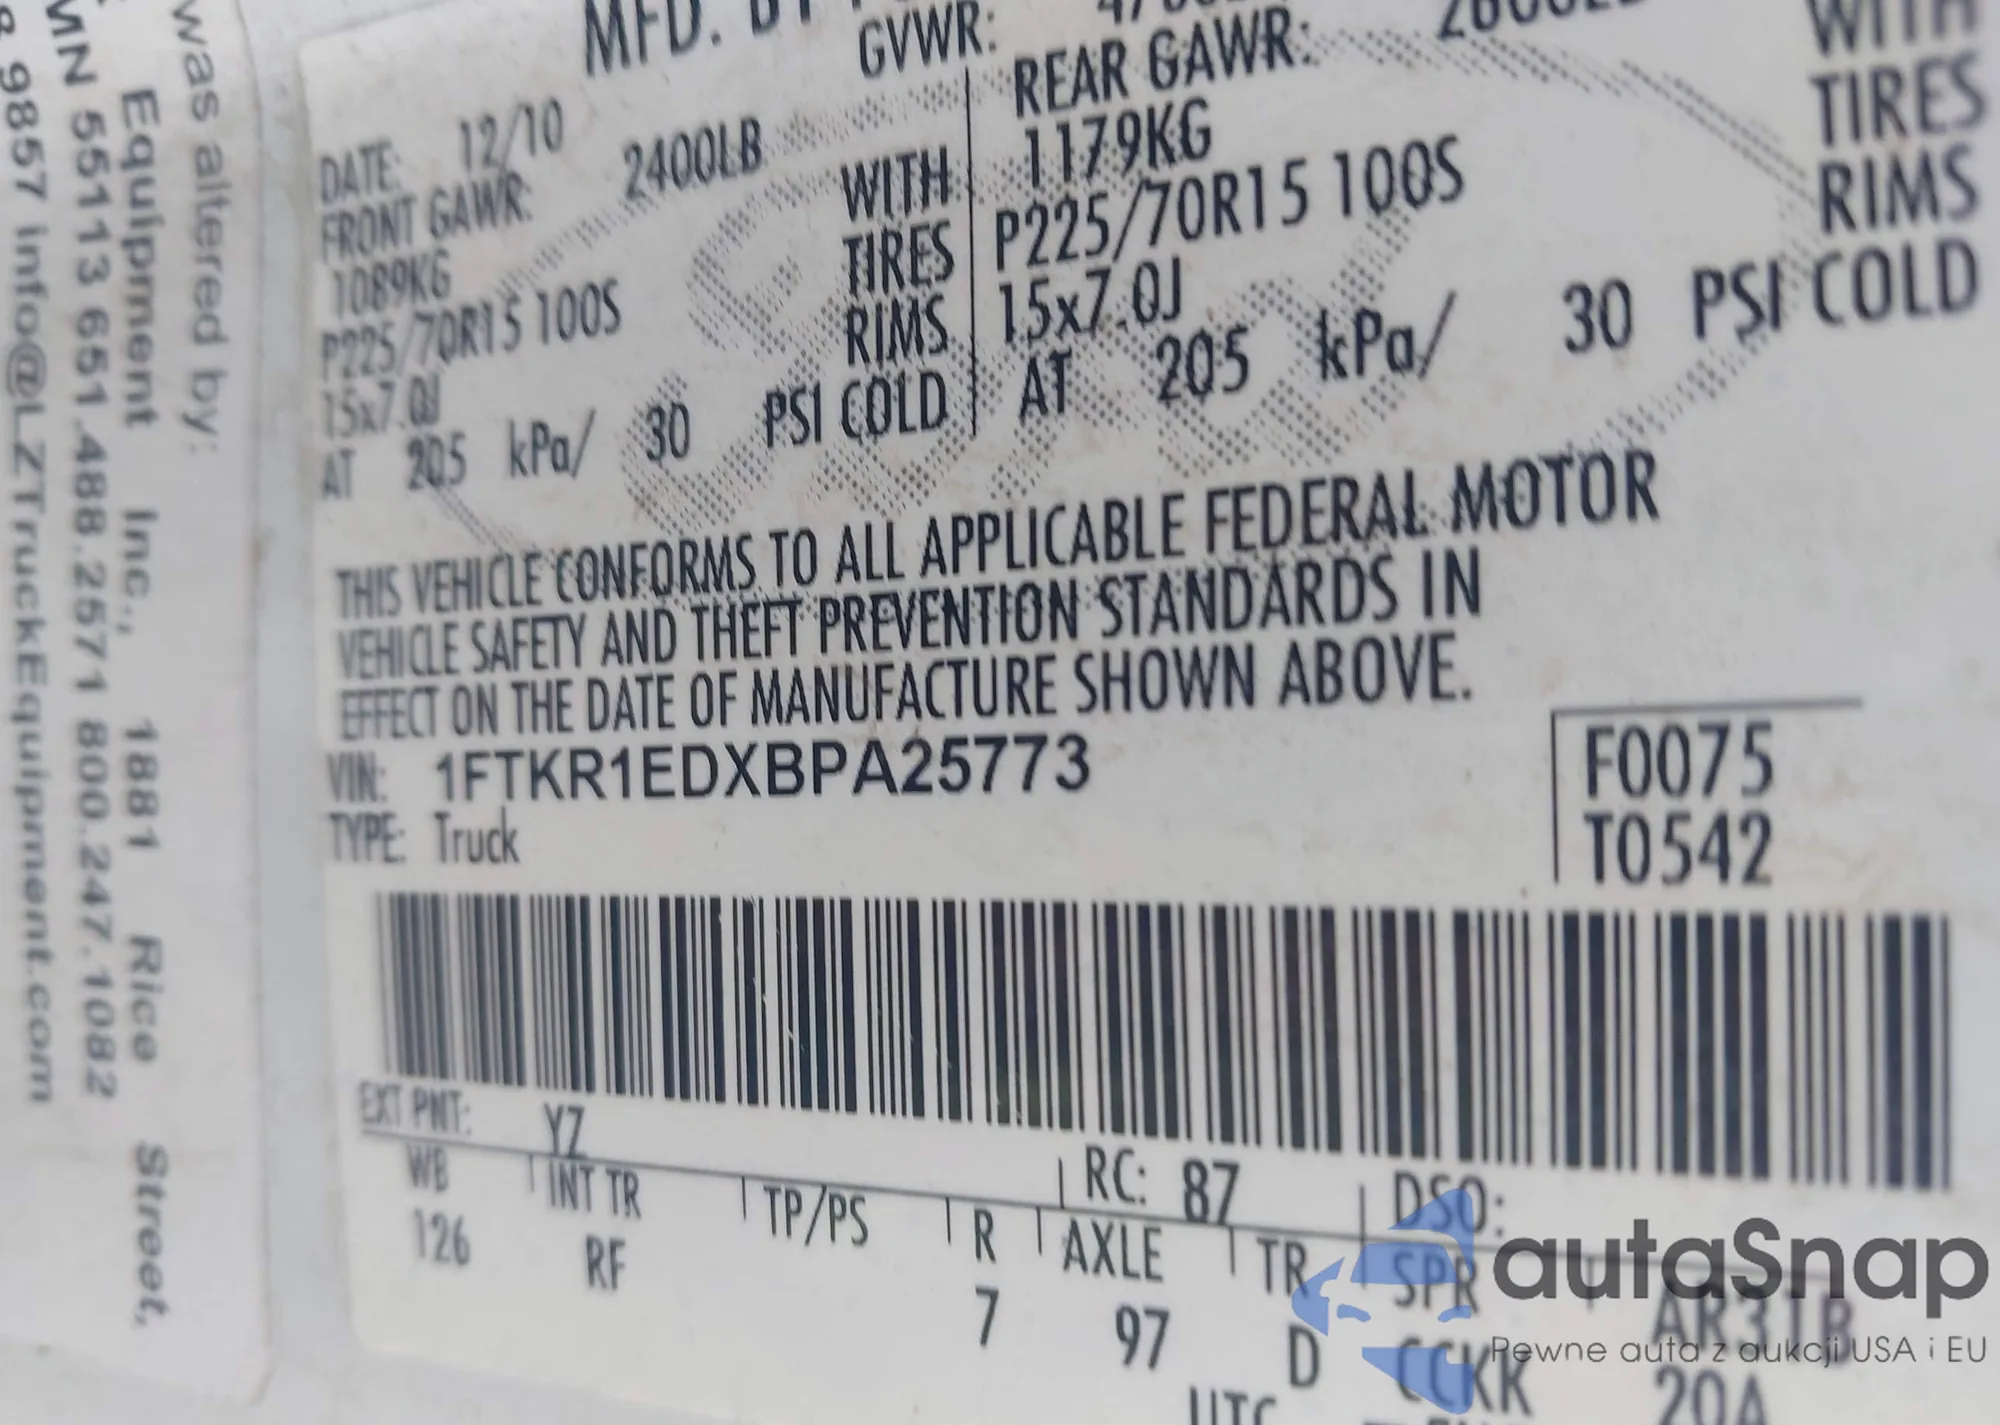 was altered by:
Equipment Inc., 1881 Rice Street,
MN 55113 651.488.2571 800.247.1082
9857 info@LZTruckEquipment.com
MFD. BY
GVWR:
DATE: 12/10
FRONT GAWR: 2400LB
1089KG WITH
P225/70R15 100S TIRES
15x7.0J RIMS
AT 205 kPa/ 30 PSI COLD
REAR GAWR:
1179KG WITH
P225/70R15 100S TIRES
15x7.0J RIMS
AT 205 kPa/ 30 PSI COLD
THIS VEHICLE CONFORMS TO ALL APPLICABLE FEDERAL MOTOR
VEHICLE SAFETY AND THEFT PREVENTION STANDARDS IN
EFFECT ON THE DATE OF MANUFACTURE SHOWN ABOVE.
VIN: 1FTKR1EDXBPA25773
TYPE: Truck
F0075
T0542
EXT PNT: YZ RC: 87 DSO:
WB INT TR TP/PS R AXLE TR SPR
126 RF 7 97 D CCKK AR3TB
20A
UTC
autaSnap
Pewne auta z aukcji USA i EU